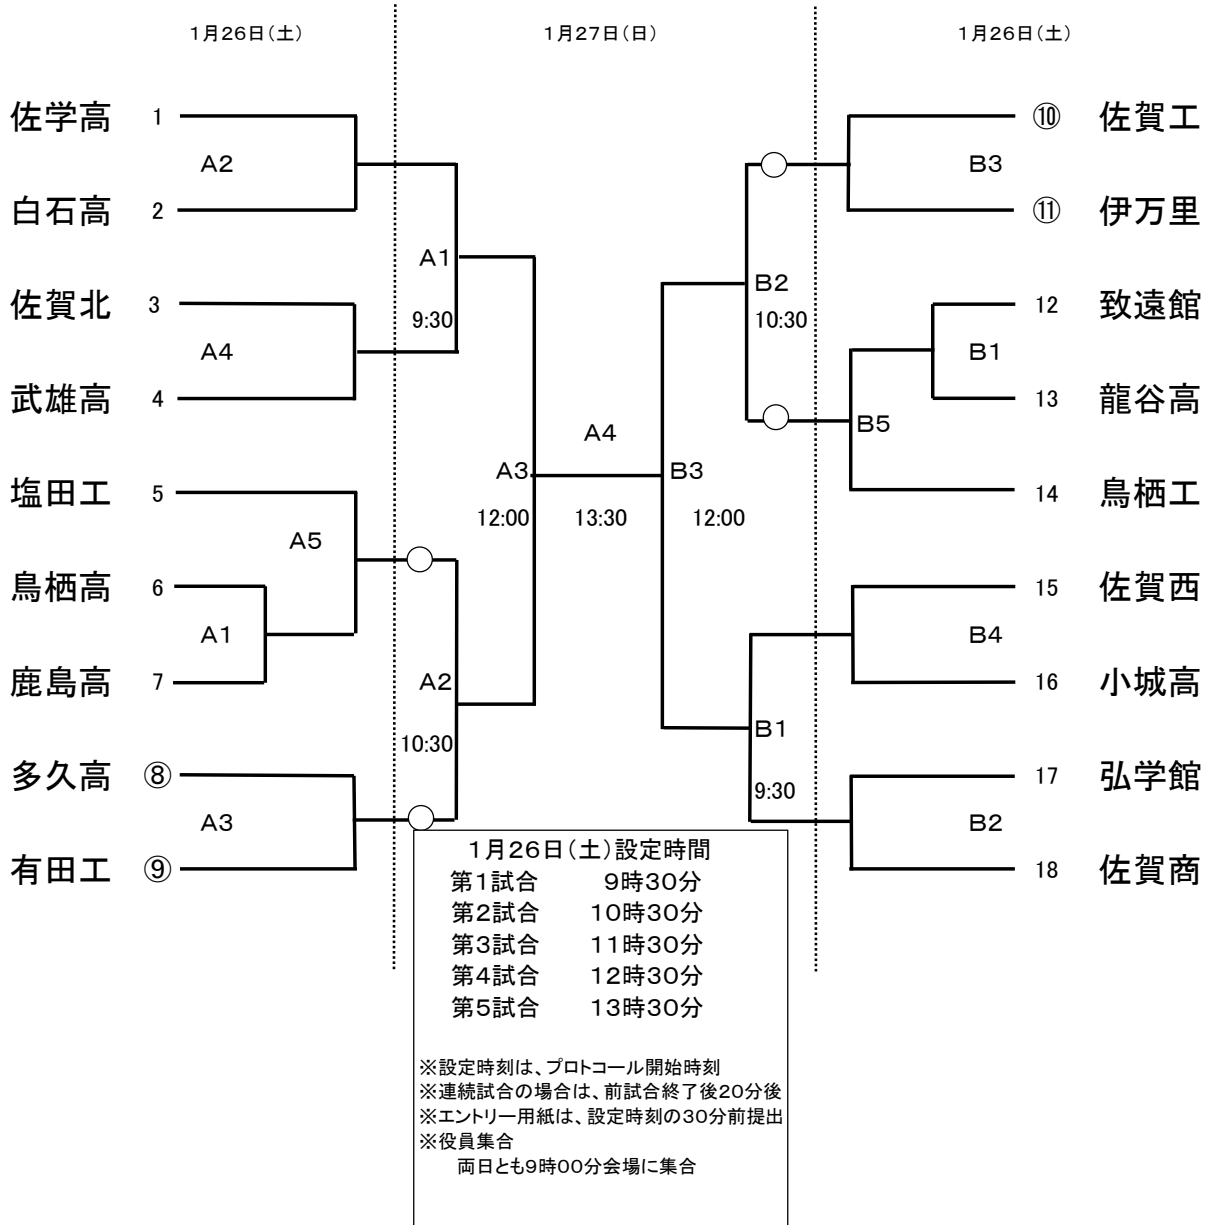 1月26日（土）
1月27日（日）
1月26日（土）
佐学高 1
A2
白石高 2
A1
佐賀北 3
9:30
A4
武雄高 4
塩田工 5
A5
鳥栖高 6
A1
鹿島高 7
A2
10:30
多久高 ⑧
A3
有田工 ⑨
A3
12:00
A4
13:30
B3
12:00
⑩ 佐賀工
B3
⑪ 伊万里
B2
10:30
12 致遠館
B1
13 龍谷高
B5
14 鳥栖工
15 佐賀西
B4
16 小城高
B1
9:30
17 弘学館
B2
18 佐賀商
1月26日（土）設定時間
第1試合 9時30分
第2試合 10時30分
第3試合 11時30分
第4試合 12時30分
第5試合 13時30分
※設定時刻は、プロトコール開始時刻
※連続試合の場合は、前試合終了後20分後
※エントリー用紙は、設定時刻の30分前提出
※役員集合
両日とも9時00分会場に集合